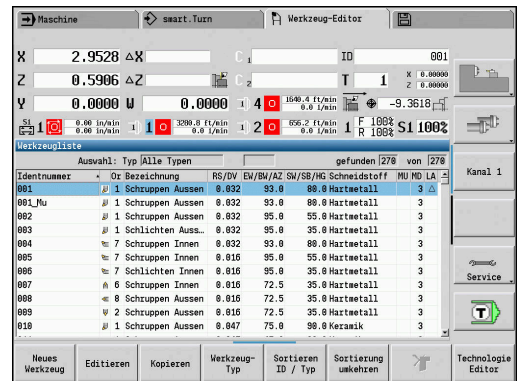 Maschine smart.Turn Werkzeug-Editor
X 2.9528 △X C 1 ID 001
Z 0.5906 △Z C 2 T 1 X 0.0000 Z 0.0000
Y 0.0000 W 0.0000 4 1640.4 ft/min 0.0 1/min -9.3618
S1 1 0.00 in/min 0.00 in/min 1 3280.8 ft/min 0.0 1/min 2 656.2 ft/min 0.0 1/min 1 F 100% R 100% S1 100%
Werkzeugliste
Auswahl: Typ Alle Typen gefunden 278 von 278
Identnummer Or Bezeichnung RS/DV EW/BW/AZ SW/SB/HG Schneidstoff MU MD LA
001 1 Schruppen Aussen 0.032 93.0 80.0 Hartmetall 3 △
001_Mu 1 Schruppen Aussen 0.032 93.0 80.0 Hartmetall 3
002 1 Schruppen Aussen 0.032 95.0 55.0 Hartmetall 3
003 1 Schlichten Auss… 0.032 95.0 35.0 Hartmetall 3
004 7 Schruppen Innen 0.032 93.0 80.0 Hartmetall 3
005 7 Schruppen Innen 0.016 95.0 55.0 Hartmetall 3
006 7 Schlichten Innen 0.016 95.0 35.0 Hartmetall 3
007 6 Schruppen Innen 0.016 72.5 35.0 Hartmetall 3
008 8 Schruppen Aussen 0.016 72.5 35.0 Hartmetall 3
009 2 Schruppen Aussen 0.016 72.5 35.0 Hartmetall 3
010 1 Schruppen Aussen 0.047 75.0 90.0 Keramik 3
Kanal 1
Service
T
Neues Werkzeug
Editieren
Kopieren
Werkzeug-Typ
Sortieren ID / Typ
Sortierung umkehren
Technologie Editor